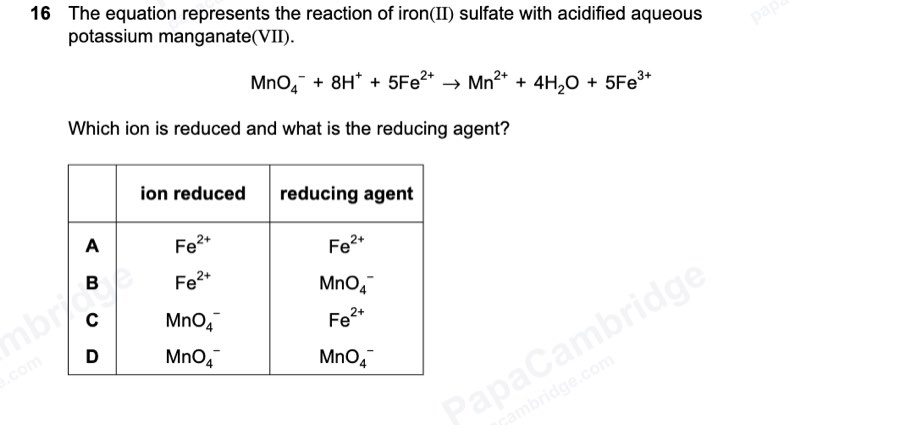 16 The equation represents the reaction of iron(II) sulfate with acidified aqueous
potassium manganate(VII).
MnO₄⁻ + 8H⁺ + 5Fe²⁺ → Mn²⁺ + 4H₂O + 5Fe³⁺
Which ion is reduced and what is the reducing agent?
ion reduced reducing agent
A Fe²⁺ Fe²⁺
B Fe²⁺ MnO₄⁻
C MnO₄⁻ Fe²⁺
D MnO₄⁻ MnO₄⁻
PapaCambridge